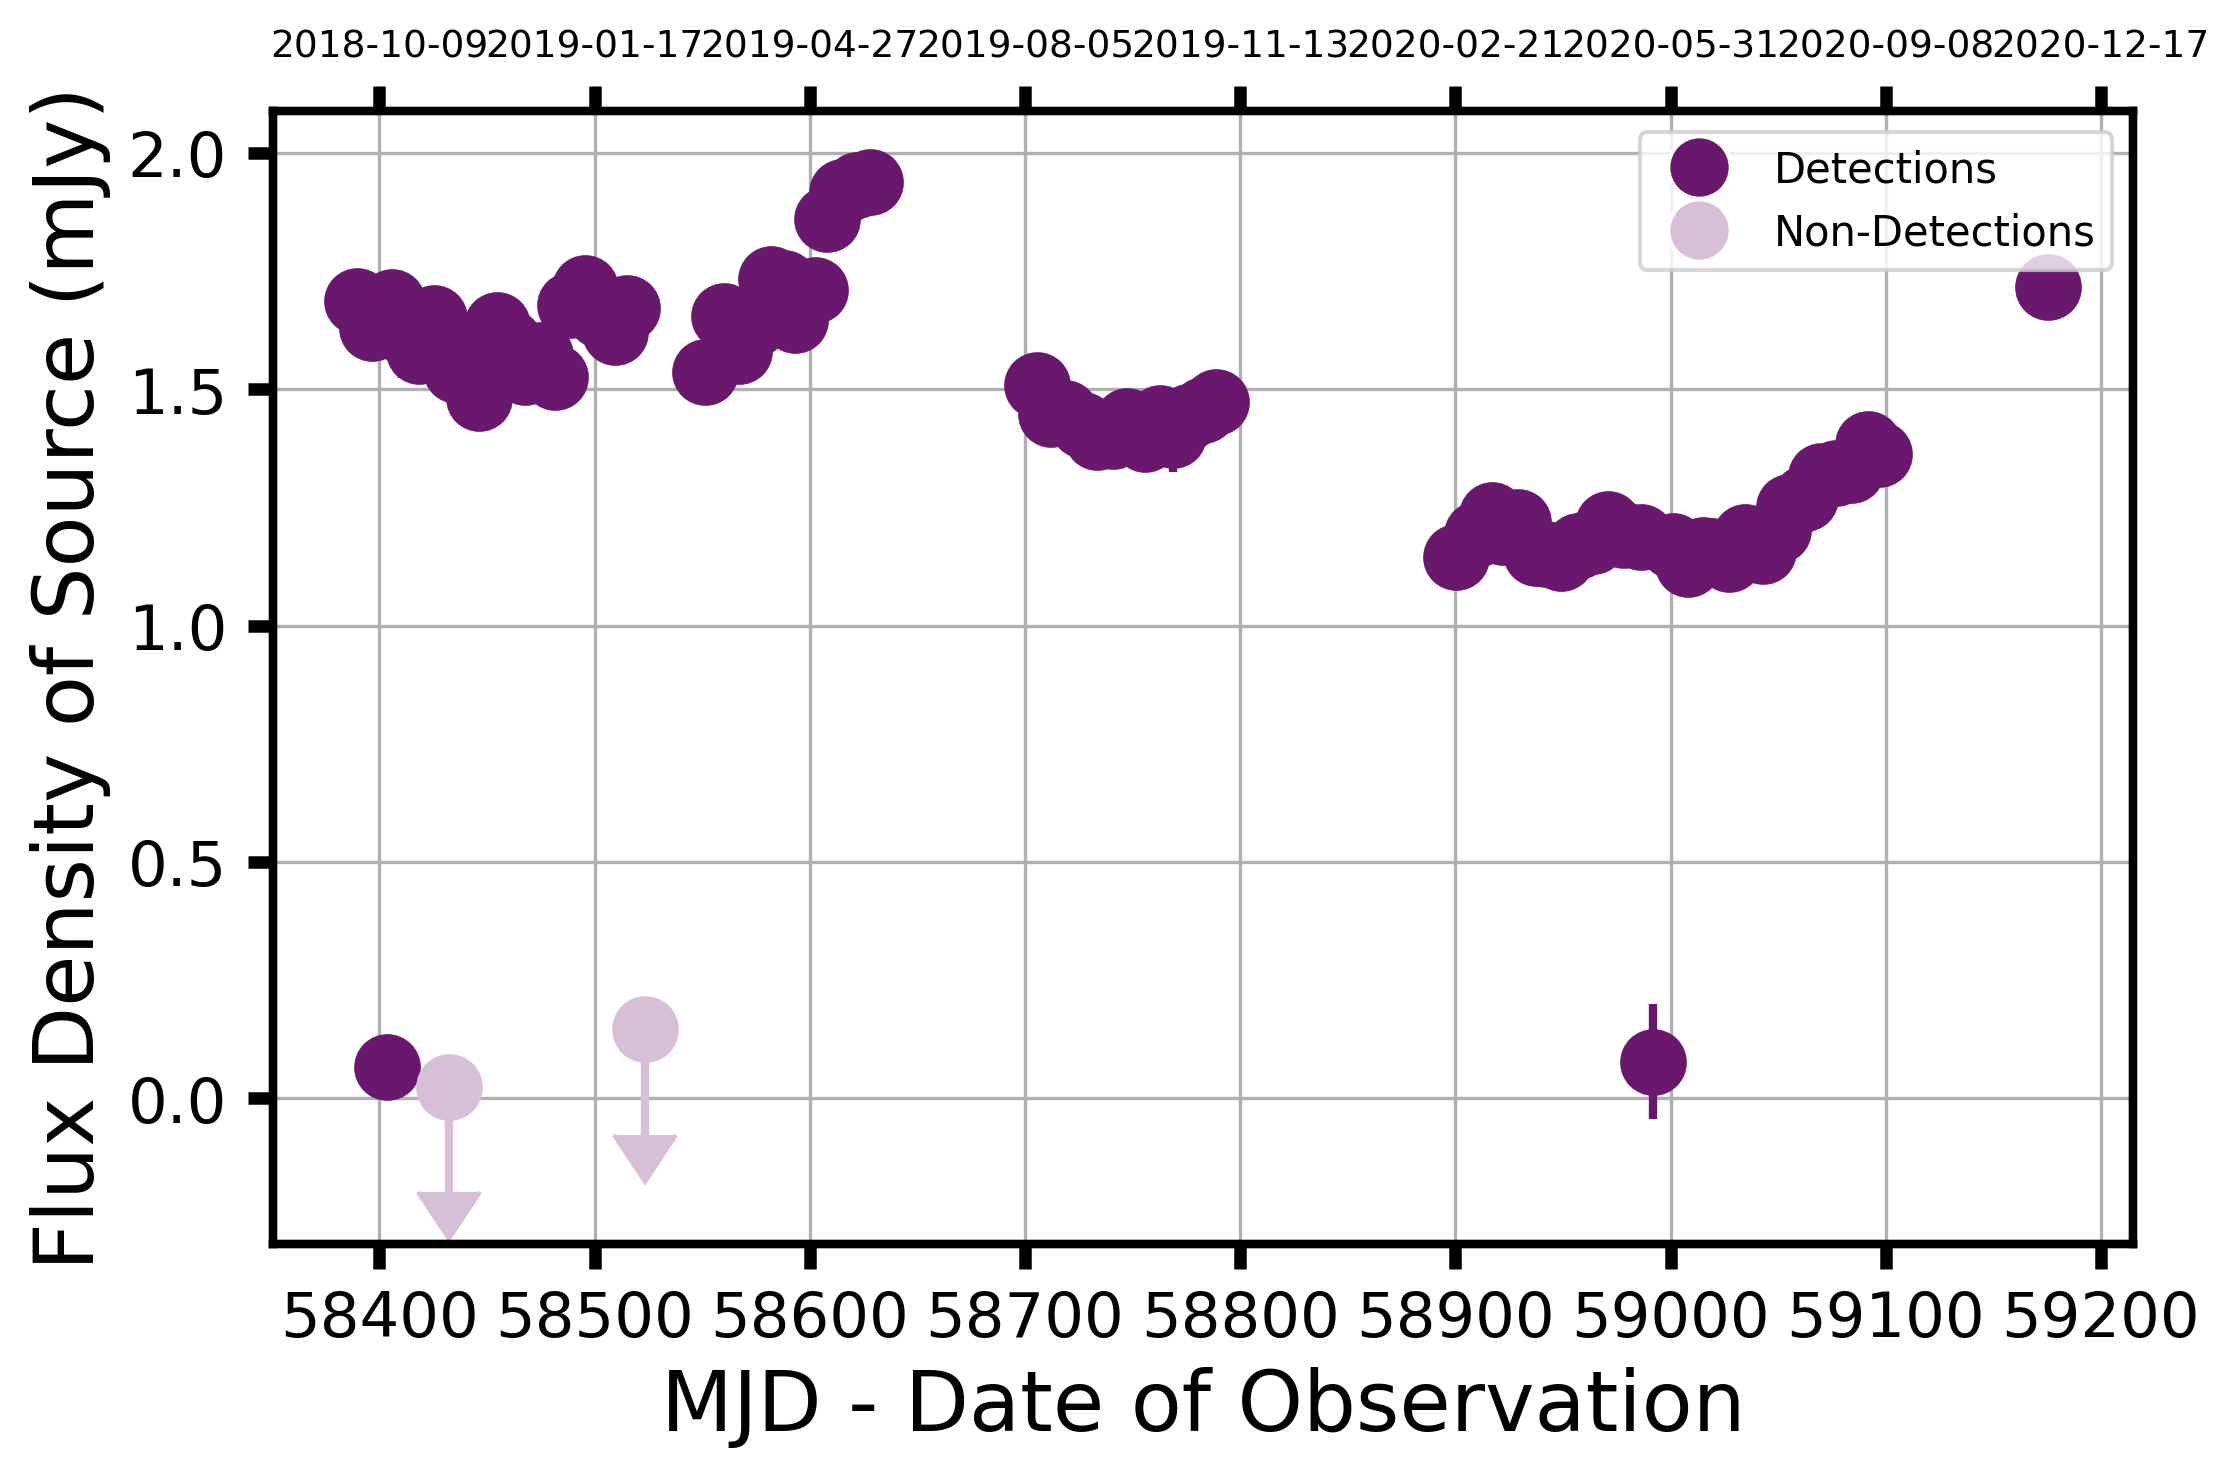 2018-10-09 2019-01-17 2019-04-27 2019-08-05 2019-11-13 2020-02-21 2020-05-31 2020-09-08 2020-12-17
Flux Density of Source (mJy)
2.0
1.5
1.0
0.5
0.0
Detections
Non-Detections
58400 58500 58600 58700 58800 58900 59000 59100 59200
MJD - Date of Observation